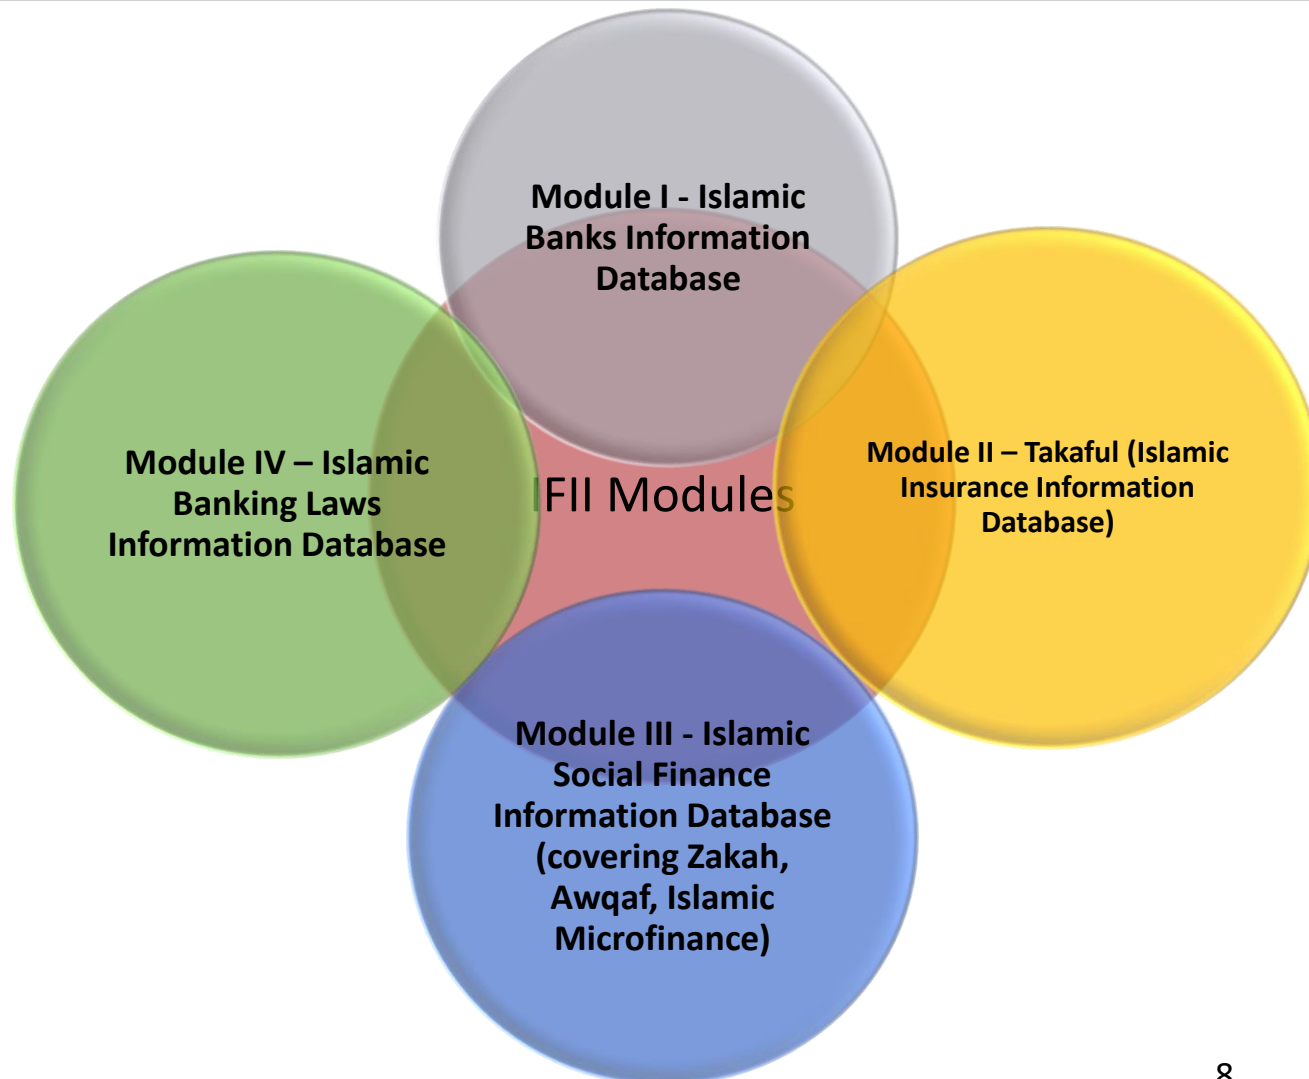 Module I - Islamic
Banks Information
Database
Module IV – Islamic
Banking Laws
Information Database
IFII Modules
Module II – Takaful (Islamic
Insurance Information
Database)
Module III - Islamic
Social Finance
Information Database
(covering Zakah,
Awqaf, Islamic
Microfinance)
8